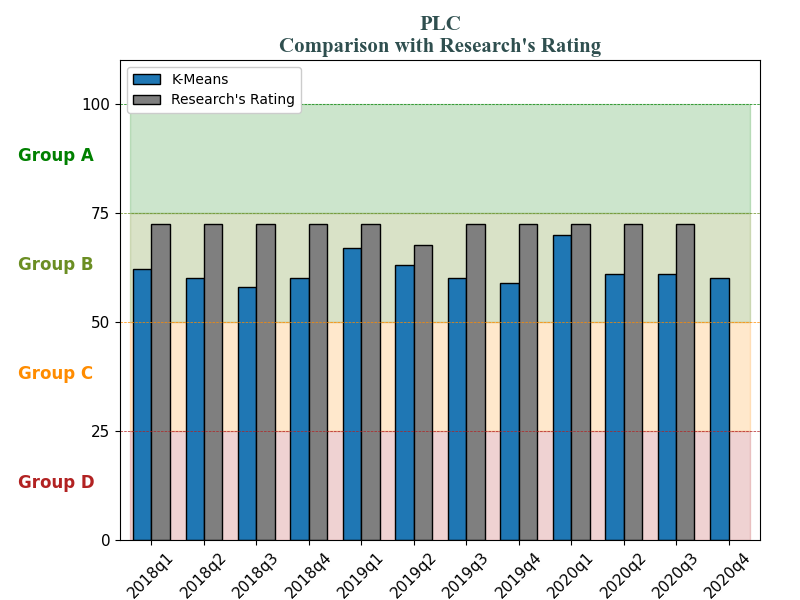 PLC
Comparison with Research's Rating
K-Means
Research's Rating
100
Group A
75
Group B
50
Group C
25
Group D
0
2018q1
2018q2
2018q3
2018q4
2019q1
2019q2
2019q3
2019q4
2020q1
2020q2
2020q3
2020q4